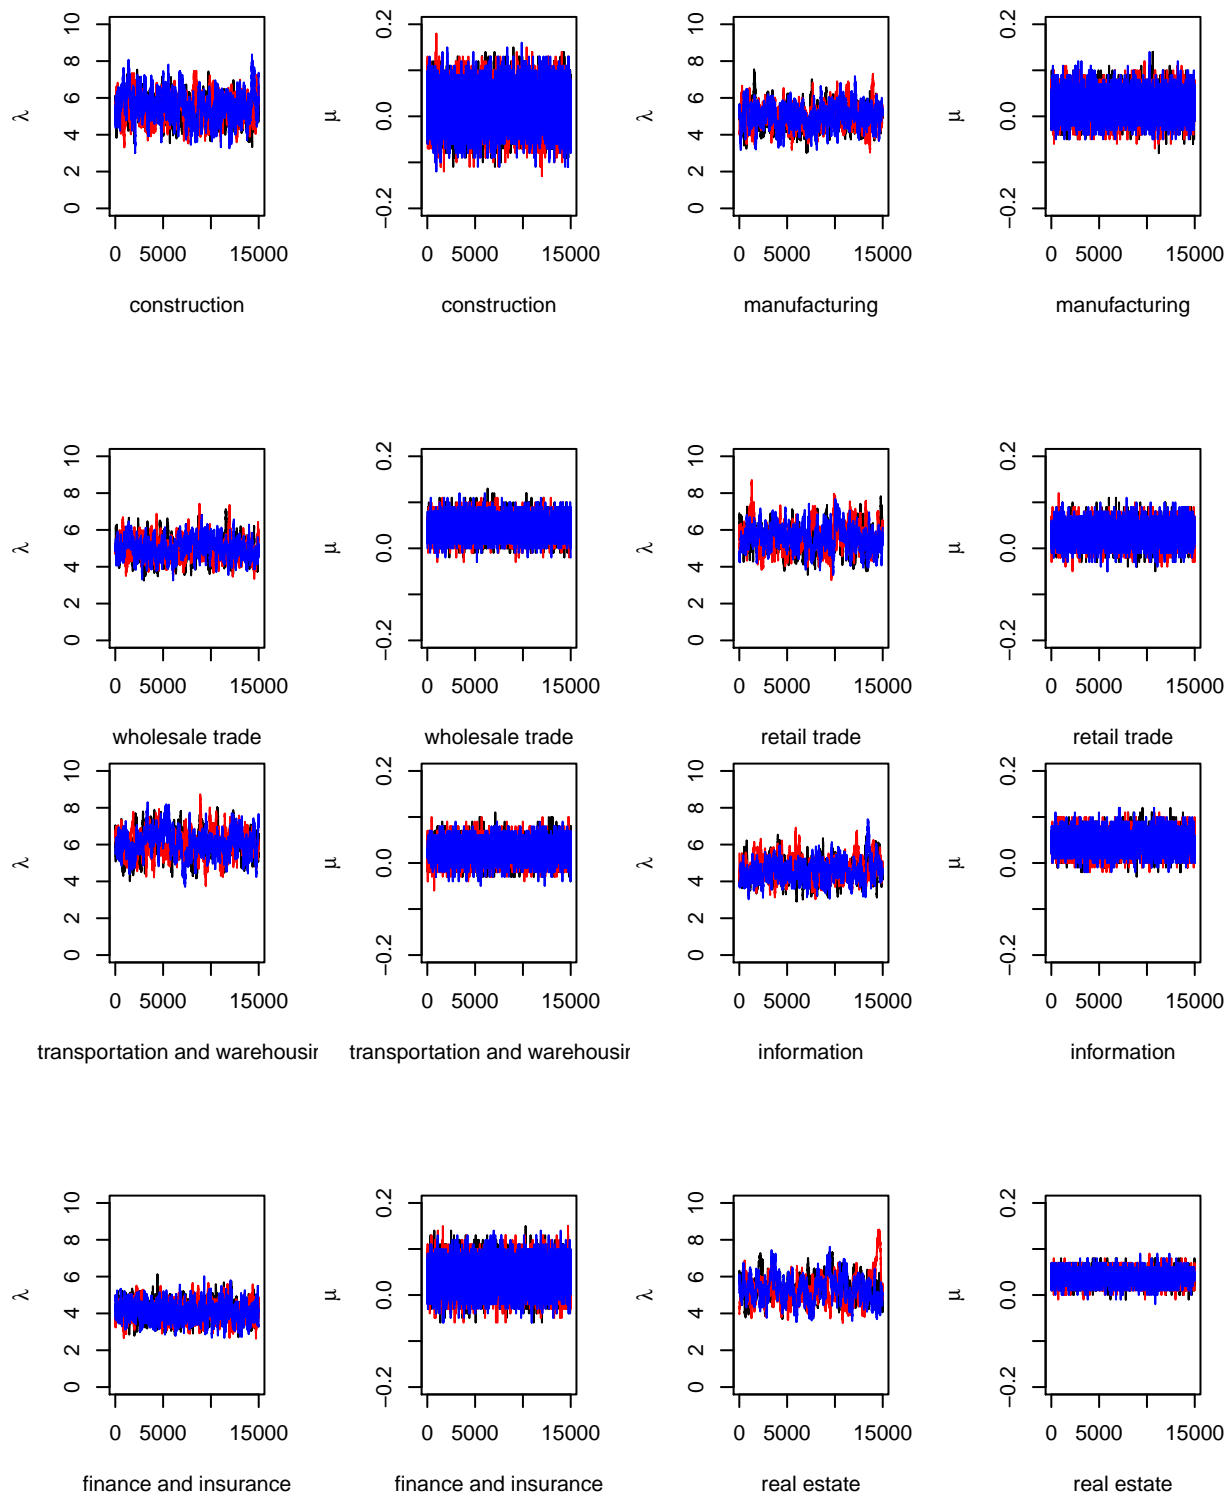 λ 0 2 4 6 8 10 0 5000 15000 construction
μ −0.2 0.0 0.2 0 5000 15000 construction
λ 0 2 4 6 8 10 0 5000 15000 manufacturing
μ −0.2 0.0 0.2 0 5000 15000 manufacturing
λ 0 2 4 6 8 10 0 5000 15000 wholesale trade
μ −0.2 0.0 0.2 0 5000 15000 wholesale trade
λ 0 2 4 6 8 10 0 5000 15000 retail trade
μ −0.2 0.0 0.2 0 5000 15000 retail trade
λ 0 2 4 6 8 10 0 5000 15000 transportation and warehousin
μ −0.2 0.0 0.2 0 5000 15000 transportation and warehousin
λ 0 2 4 6 8 10 0 5000 15000 information
μ −0.2 0.0 0.2 0 5000 15000 information
λ 0 2 4 6 8 10 0 5000 15000 finance and insurance
μ −0.2 0.0 0.2 0 5000 15000 finance and insurance
λ 0 2 4 6 8 10 0 5000 15000 real estate
μ −0.2 0.0 0.2 0 5000 15000 real estate